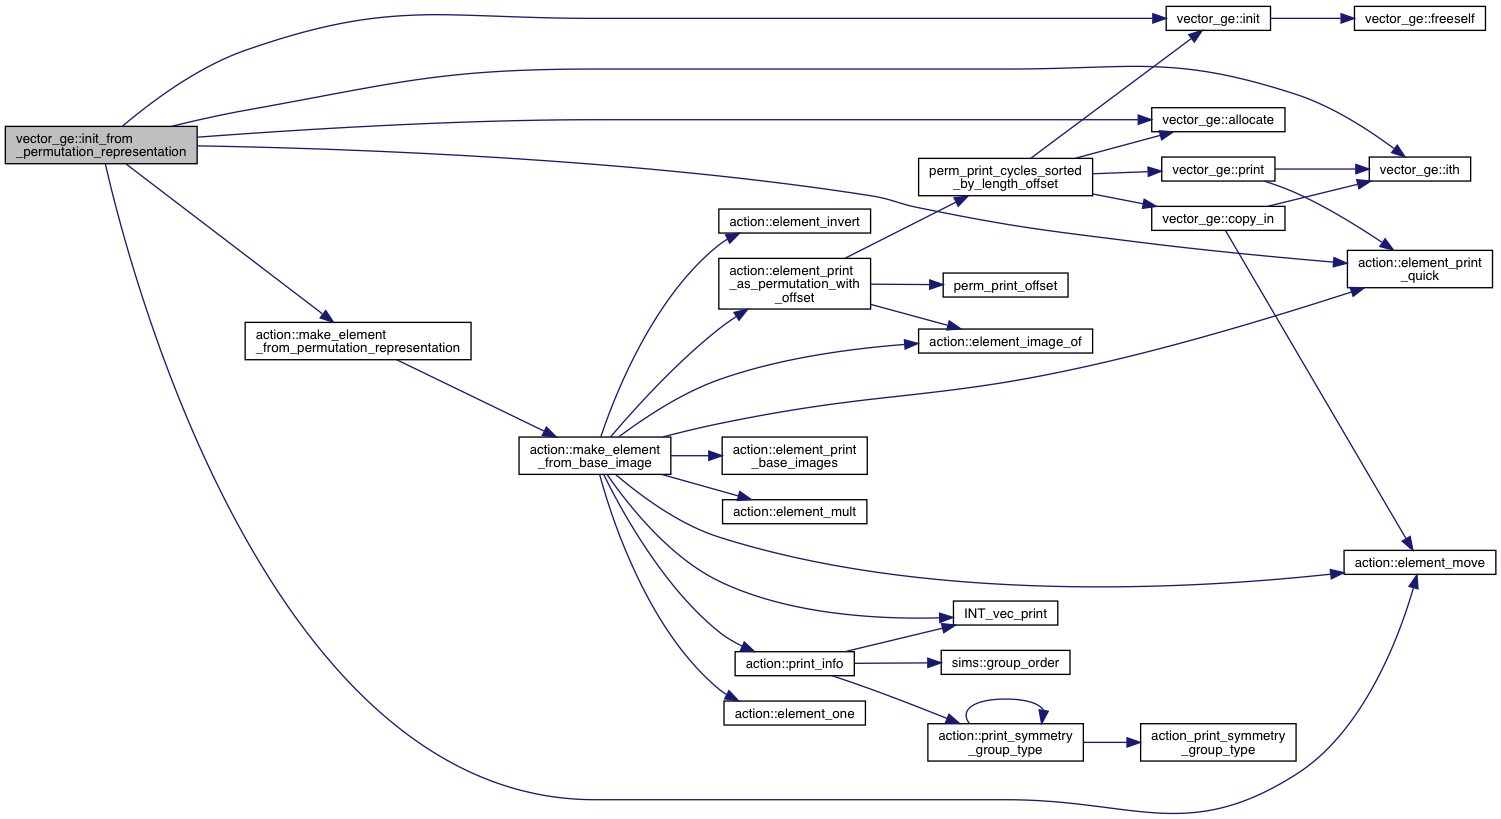 vector_ge::init_from
_permutation_representation
action::make_element
_from_permutation_representation
action::make_element
_from_base_image
action::element_invert
action::element_print
_as_permutation_with
_offset
action::element_print
_base_images
action::element_mult
action::print_info
action::element_one
perm_print_cycles_sorted
_by_length_offset
perm_print_offset
action::element_image_of
INT_vec_print
sims::group_order
action::print_symmetry
_group_type
vector_ge::init
vector_ge::allocate
vector_ge::print
vector_ge::copy_in
action_print_symmetry
_group_type
vector_ge::freeself
vector_ge::ith
action::element_print
_quick
action::element_move